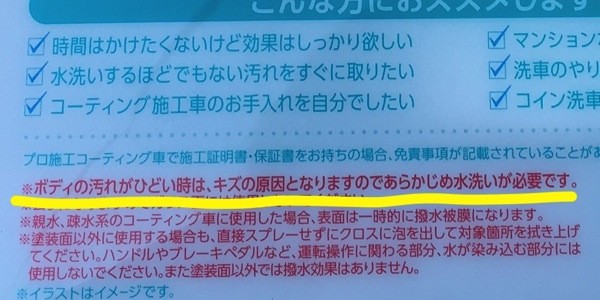 こんな方におススメします
☑時間はかけたくないけど効果はしっかり欲しい
☑マンション
☑水洗いするほどでもない汚れをすぐに取りたい
☑洗車のやり
☑コーティング施工車のお手入れを自分でしたい
☑コイン洗車
プロ施工コーティング車で施工証明書・保証書をお持ちの場合、免責事項が記載されていることがあ
※ボディの汚れがひどい時は、キズの原因となりますのであらかじめ水洗いが必要です。
※親水、疎水系のコーティング車に使用した場合、表面は一時的に撥水被膜になります。
※塗装面以外に使用する場合も、直接スプレーせずにクロスに泡を出して対象箇所を拭き上げ
てください。ハンドルやブレーキペダルなど、運転操作に関わる部分、水が染み込む部分には
使用しないでください。また塗装面以外では撥水効果はありません。
※イラストはイメージです。